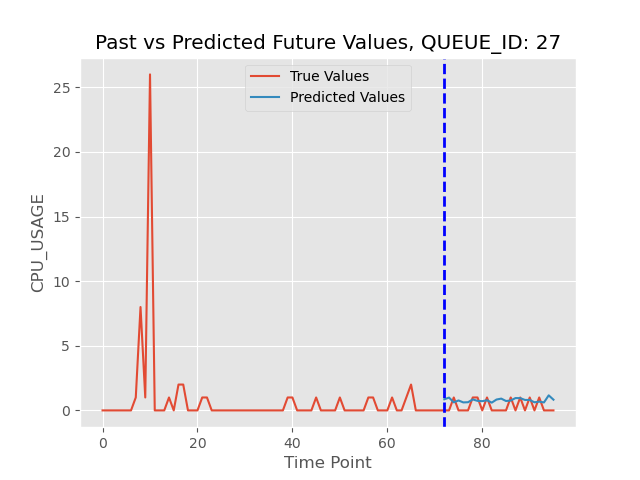 Past vs Predicted Future Values, QUEUE_ID: 27
True Values
Predicted Values
CPU_USAGE
25
20
15
10
5
0
0 20 40 60 80
Time Point